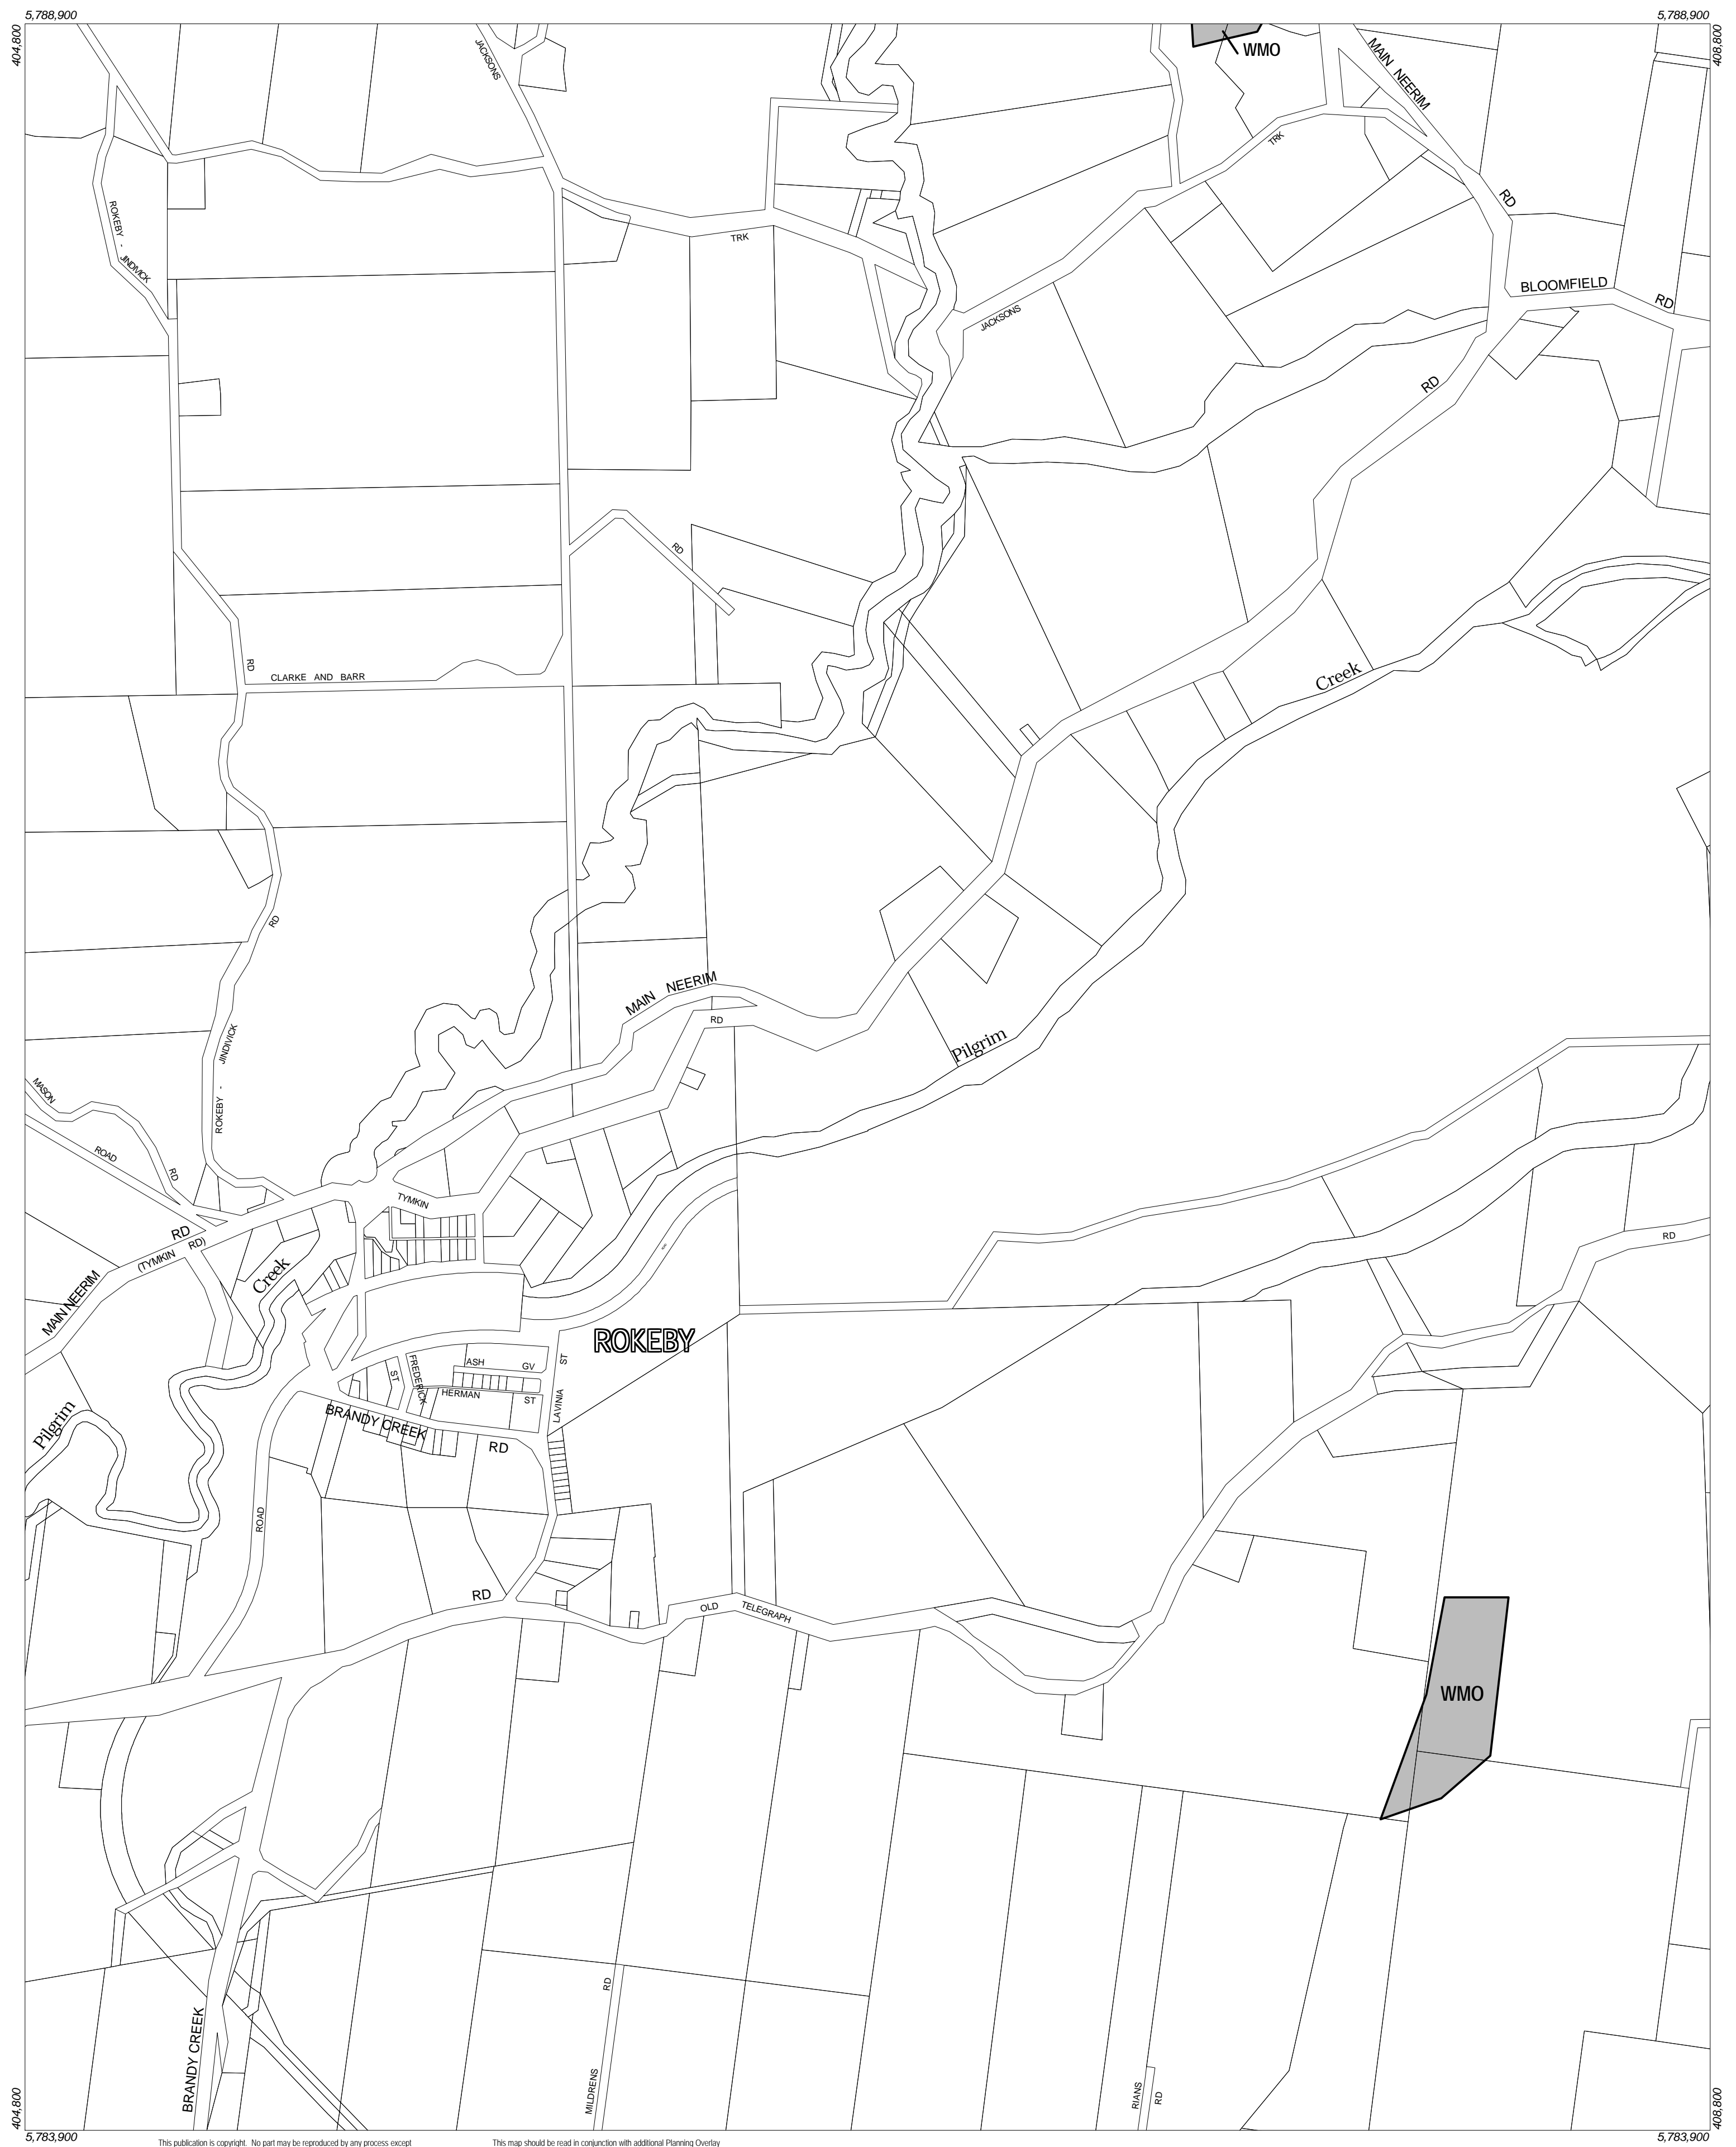 5,788,900
5,788,900
404,800
408,800
JACKSONS
WMO
MAIN NEERIM
TRK
ROKEBY - JINDIVICK
RD
TRK
BLOOMFIELD RD
JACKSONS
RD
RD
RD
CLARKE AND BARR
Creek
RD
MAIN NEERIM
RD
JINDIVICK
ROKEBY -
Pilgrim
MASON
ROAD
RD
TYMKIN
RD
(TYMKIN RD)
RD
Creek
MAIN NEERIM
ROKEBY
ASH GV
ST
FREDERICK
ST
HERMAN ST
LAVINIA
BRANDY CREEK
RD
Pilgrim
ROAD
RD
OLD TELEGRAPH
WMO
RD
BRANDY CREEK
MILDRENS
RIANS
RD
404,800
408,800
5,783,900
5,783,900
This publication is copyright. No part may be reproduced by any process except
This map should be read in conjunction with additional Planning Overlay